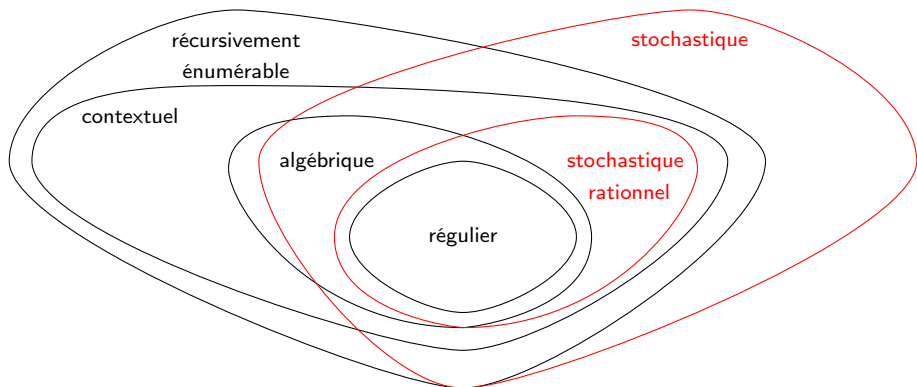 récursivement
énumérable
stochastique
contextuel
algébrique
stochastique
rationnel
régulier